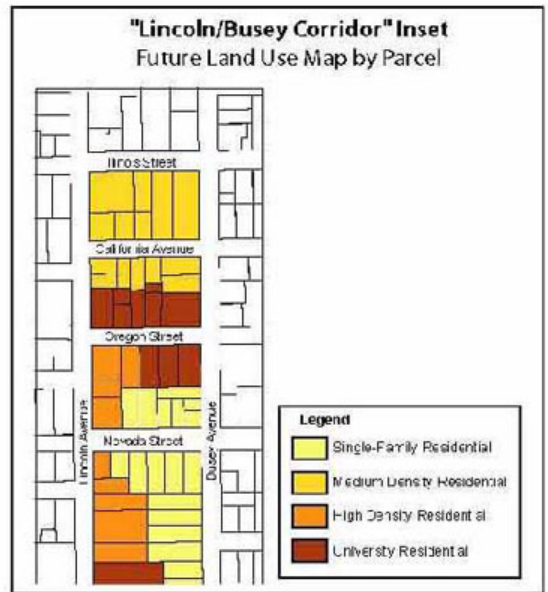 "Lincoln/Busey Corridor" Inset
Future Land Use Map by Parcel
Illinois Street
California Avenue
Oregon Street
Lincoln Avenue
Nevada Street
Busey Avenue
Legend
Single-Family Residential
Medium Density Residential
High Density Residential
University Residential